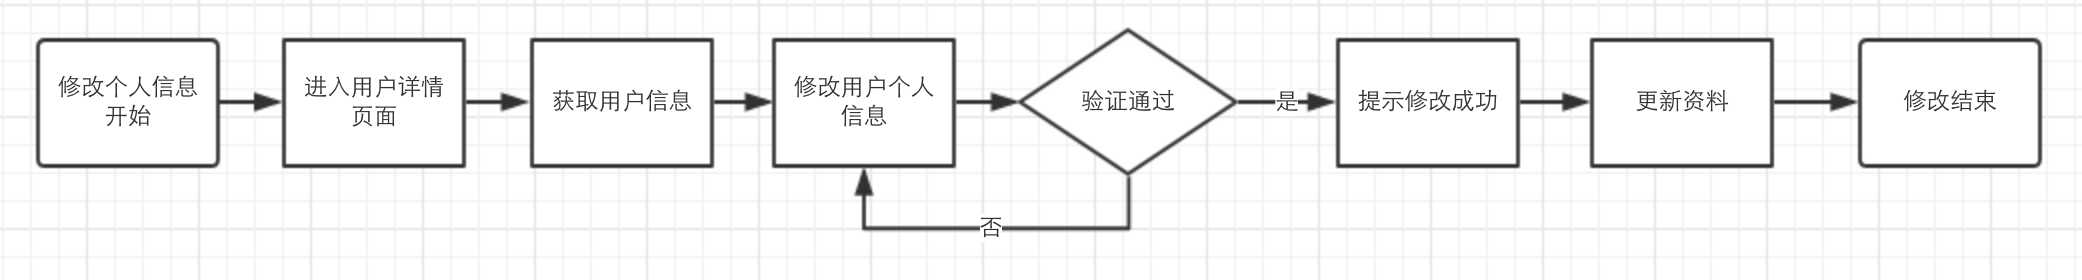 修改个人信息
开始
进入用户详情
页面
获取用户信息
修改用户个人
信息
验证通过
是
提示修改成功
更新资料
修改结束
否